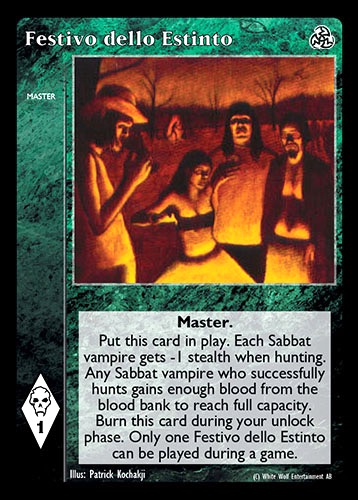 Festivo dello Estinto
MASTER
Master.
Put this card in play. Each Sabbat
vampire gets -1 stealth when hunting.
Any Sabbat vampire who successfully
hunts gains enough blood from the
blood bank to reach full capacity.
Burn this card during your unlock
phase. Only one Festivo dello Estinto
can be played during a game.
1
Illus: Patrick Kochakji
(C) White Wolf Entertainment AB